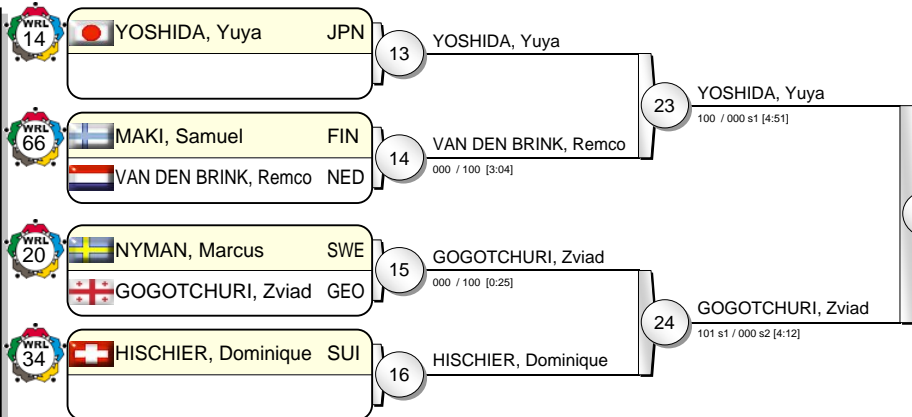 WRL
14
YOSHIDA, Yuya JPN
13
YOSHIDA, Yuya
WRL
66
MAKI, Samuel FIN
VAN DEN BRINK, Remco NED
14
VAN DEN BRINK, Remco
000 / 100 [3:04]
23
YOSHIDA, Yuya
100 / 000 s1 [4:51]
WRL
20
NYMAN, Marcus SWE
GOGOTCHURI, Zviad GEO
15
GOGOTCHURI, Zviad
000 / 100 [0:25]
WRL
34
HISCHIER, Dominique SUI
16
HISCHIER, Dominique
24
GOGOTCHURI, Zviad
101 s1 / 000 s2 [4:12]